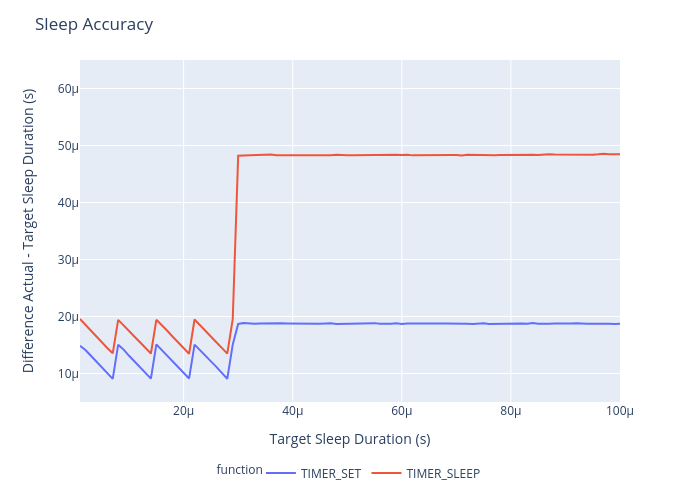 Sleep Accuracy
Difference Actual - Target Sleep Duration (s)
60μ
50μ
40μ
30μ
20μ
10μ
20μ 40μ 60μ 80μ 100μ
Target Sleep Duration (s)
function TIMER_SET TIMER_SLEEP